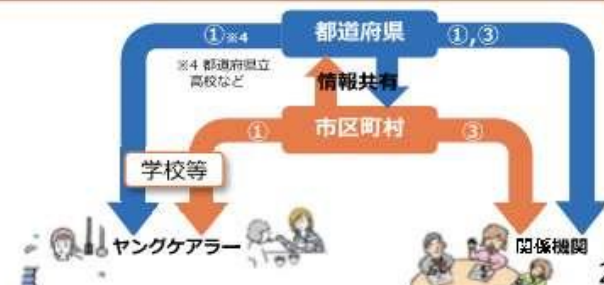 ①※4
都道府県
①,③
※4 都道府県立
高校など
情報共有
①
市区町村
③
学校等
ヤングケアラー
関係機関
2